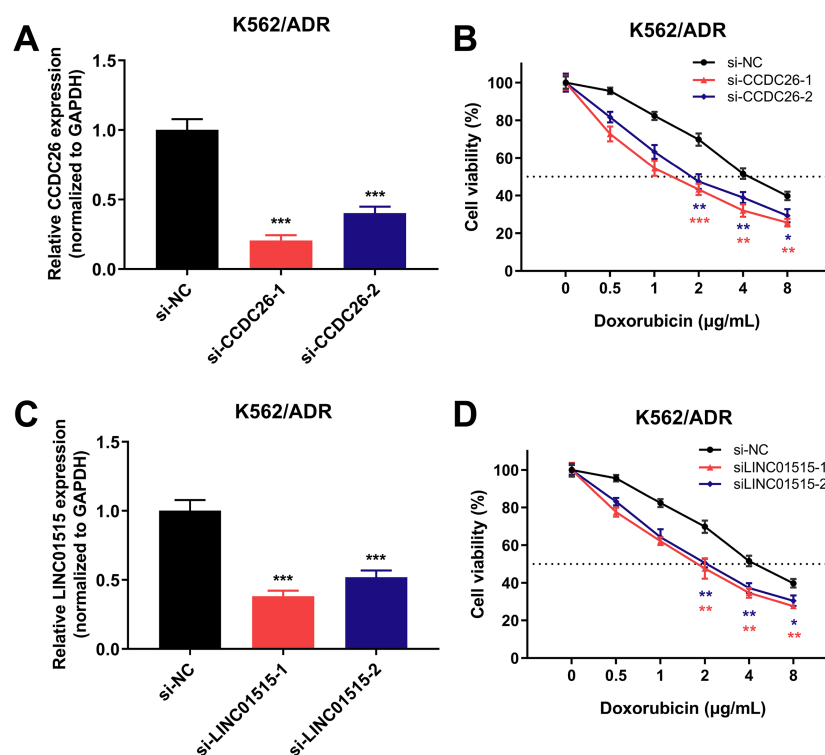 A
K562/ADR
Relative CCDC26 expression
(normalized to GAPDH)
1.5
1.0
0.5
0.0
***
***
si-NC
si-CCDC26-1
si-CCDC26-2
B
K562/ADR
si-NC
si-CCDC26-1
si-CCDC26-2
Cell viability (%)
100
80
60
40
20
0
**
***
**
**
*
**
0 0.5 1 2 4 8
Doxorubicin (µg/mL)
C
K562/ADR
Relative LINC01515 expression
(normalized to GAPDH)
1.5
1.0
0.5
0.0
***
***
si-NC
si-LINC01515-1
si-LINC01515-2
D
K562/ADR
si-NC
siLINC01515-1
siLINC01515-2
Cell viability (%)
100
80
60
40
20
0
**
**
**
**
*
**
0 0.5 1 2 4 8
Doxorubicin (µg/mL)